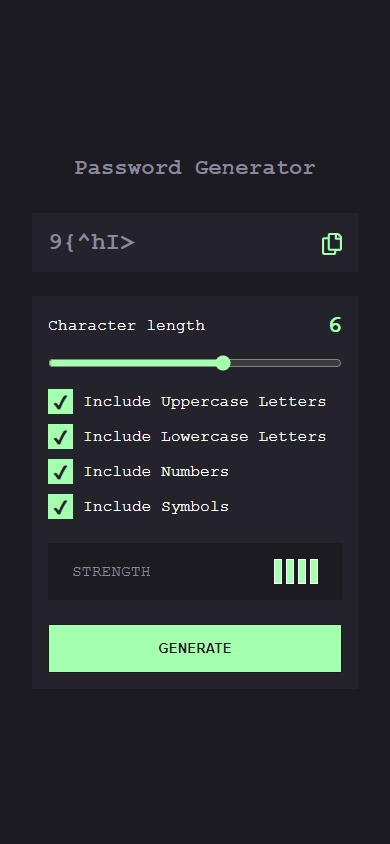 Password Generator
9{^hI>
Character length 6
Include Uppercase Letters
Include Lowercase Letters
Include Numbers
Include Symbols
STRENGTH
GENERATE